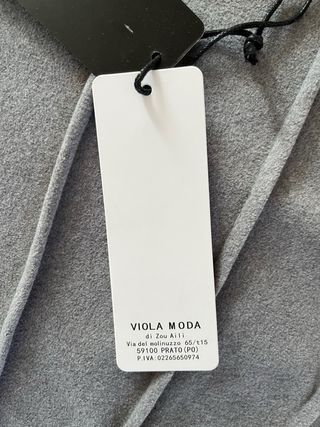 VIOLA MODA
di Zou Aili
Via del molinuzzo 65/t15
59100 PRATO(PO)
P.IVA:02265650974